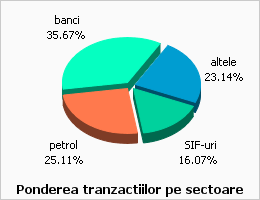 banci
35.67%
altele
23.14%
petrol
25.11%
SIF-uri
16.07%
Ponderea tranzactiilor pe sectoare